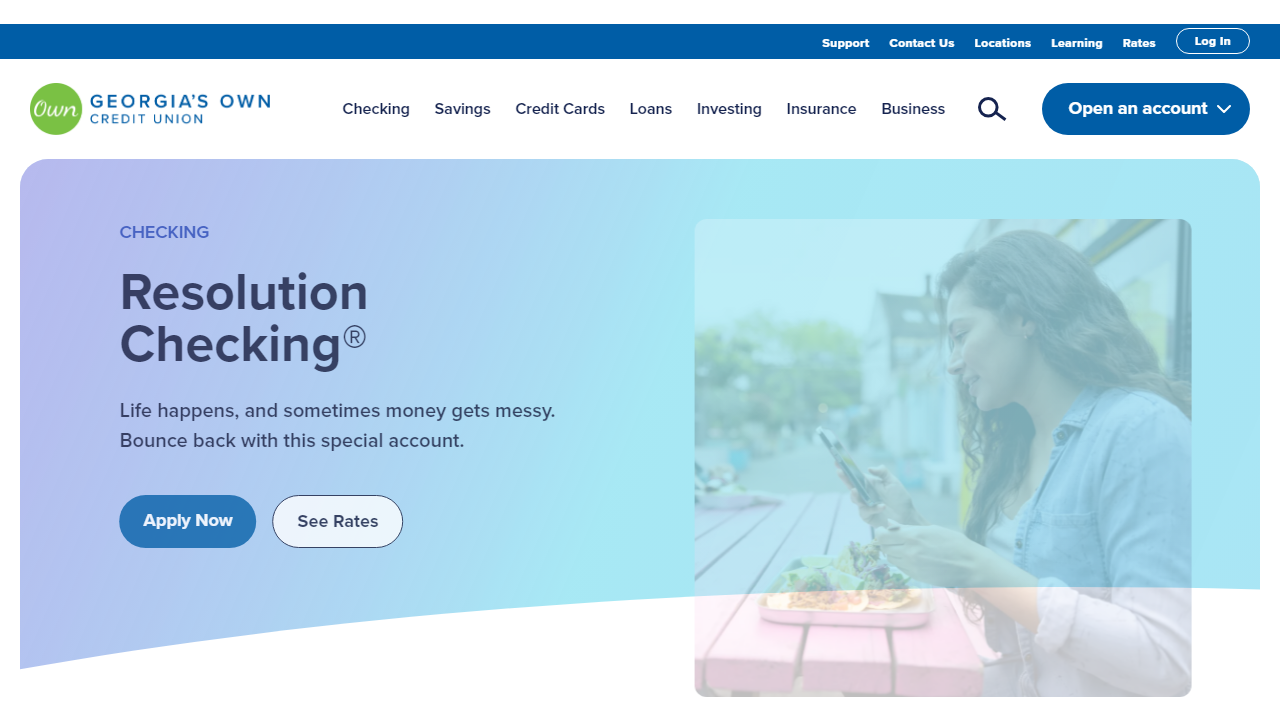 Support Contact Us Locations Learning Rates Log In
Own GEORGIA'S OWN
CREDIT UNION
Checking Savings Credit Cards Loans Investing Insurance Business Open an account
CHECKING
Resolution
Checking®
Life happens, and sometimes money gets messy.
Bounce back with this special account.
Apply Now See Rates